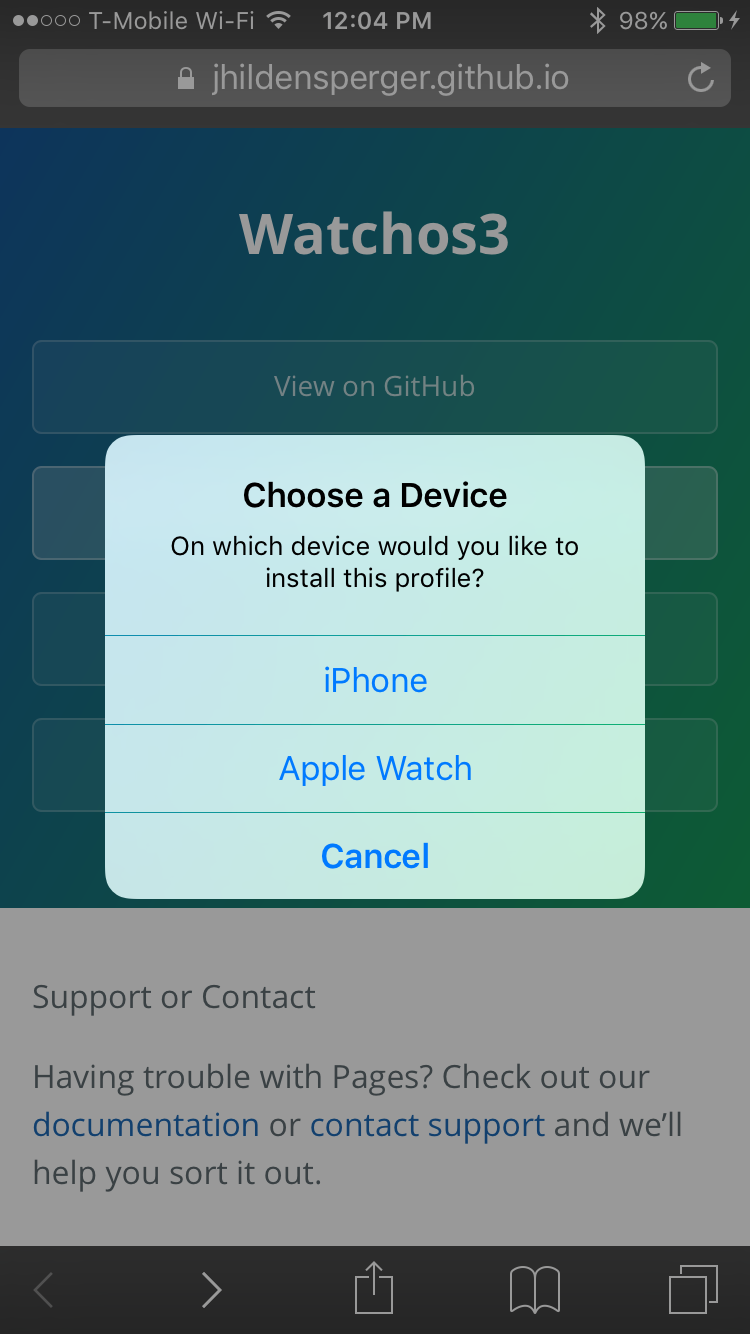 T-Mobile Wi-Fi 12:04 PM 98%
jhildensperger.github.io
Watchos3
View on GitHub
Choose a Device
On which device would you like to
install this profile?
iPhone
Apple Watch
Cancel
Support or Contact
Having trouble with Pages? Check out our
documentation or contact support and we’ll
help you sort it out.